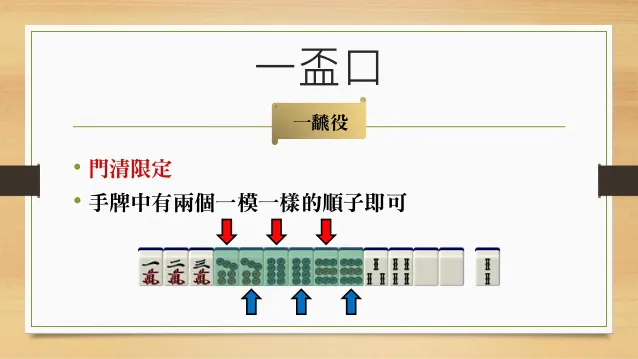 一盃口
一飜役
門清限定
手牌中有兩個一模一樣的順子即可
一萬 二萬 三萬